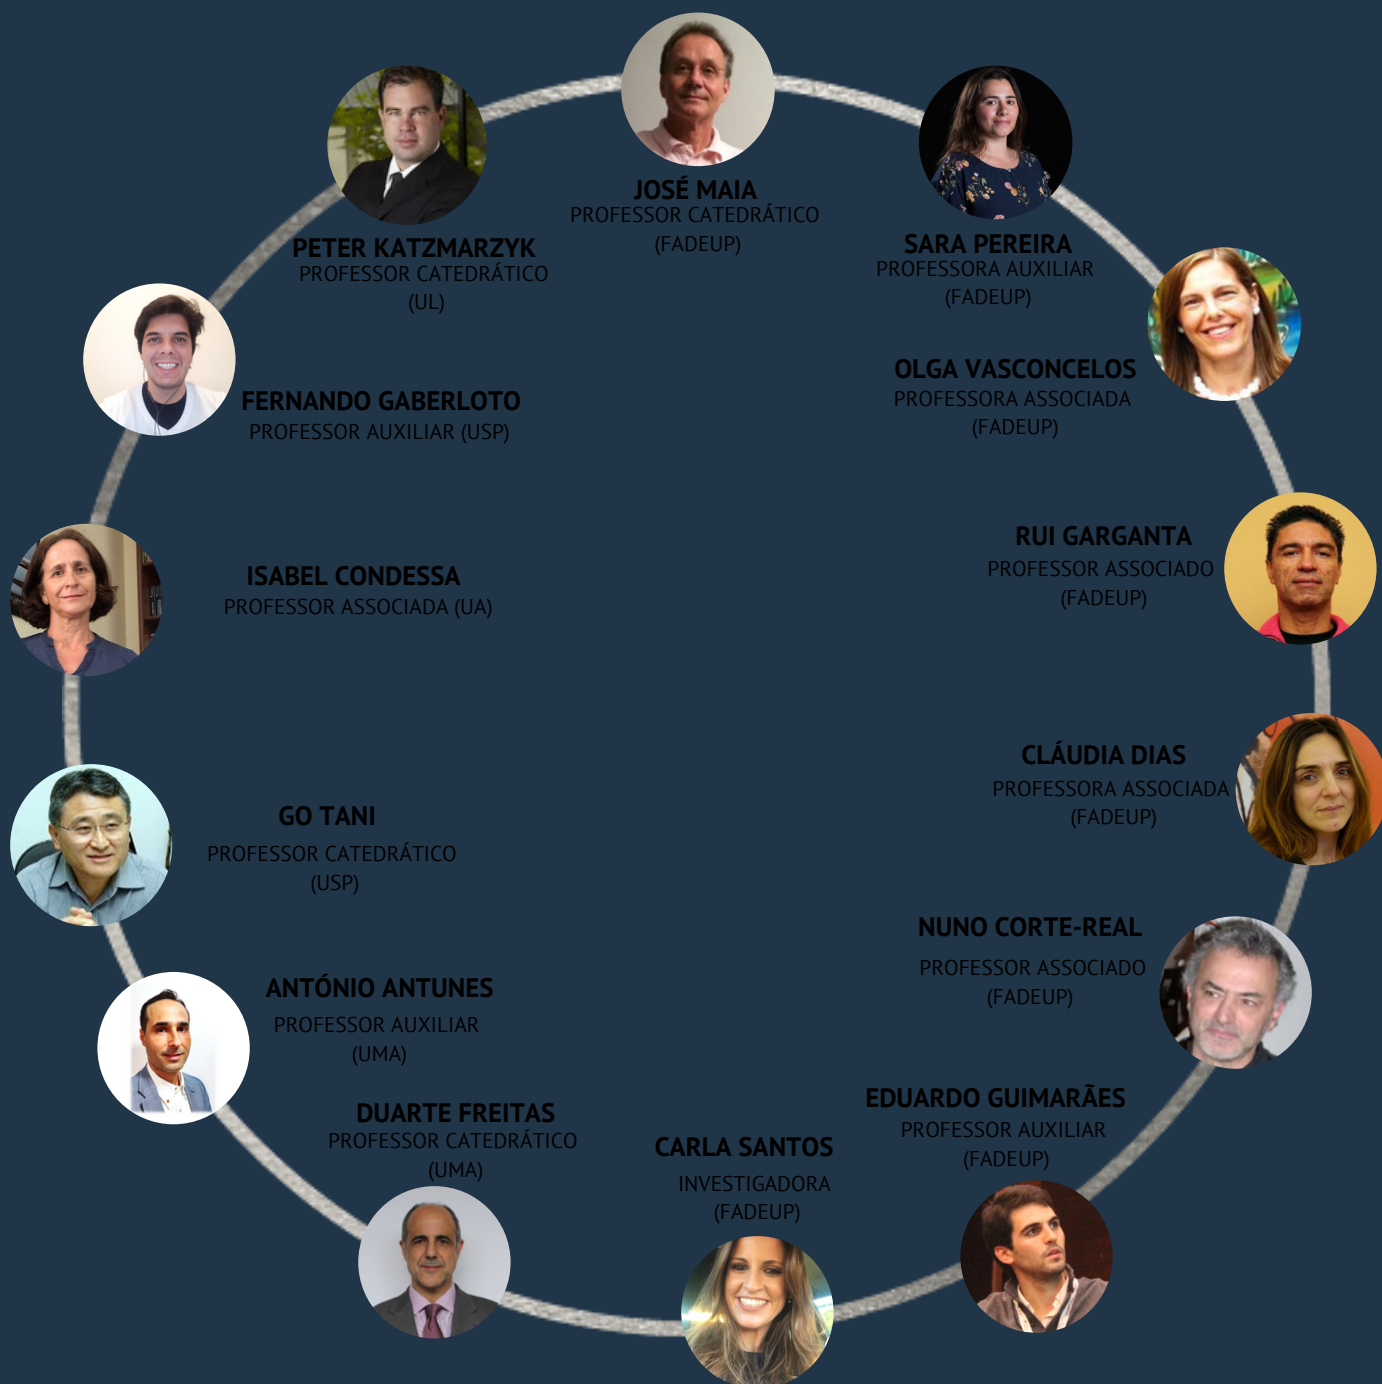 JOSÉ MAIA
PROFESSOR CATEDRÁTICO
(FADEUP)
SARA PEREIRA
PROFESSORA AUXILIAR
(FADEUP)
OLGA VASCONCELOS
PROFESSORA ASSOCIADA
(FADEUP)
RUI GARGANTA
PROFESSOR ASSOCIADO
(FADEUP)
CLÁUDIA DIAS
PROFESSORA ASSOCIADA
(FADEUP)
NUNO CORTE-REAL
PROFESSOR ASSOCIADO
(FADEUP)
EDUARDO GUIMARÃES
PROFESSOR AUXILIAR
(FADEUP)
CARLA SANTOS
INVESTIGADORA
(FADEUP)
DUARTE FREITAS
PROFESSOR CATEDRÁTICO
(UMA)
ANTÓNIO ANTUNES
PROFESSOR AUXILIAR
(UMA)
GO TANI
PROFESSOR CATEDRÁTICO
(USP)
ISABEL CONDESSA
PROFESSOR ASSOCIADA (UA)
FERNANDO GABERLOTO
PROFESSOR AUXILIAR (USP)
PETER KATZMARZYK
PROFESSOR CATEDRÁTICO
(UL)